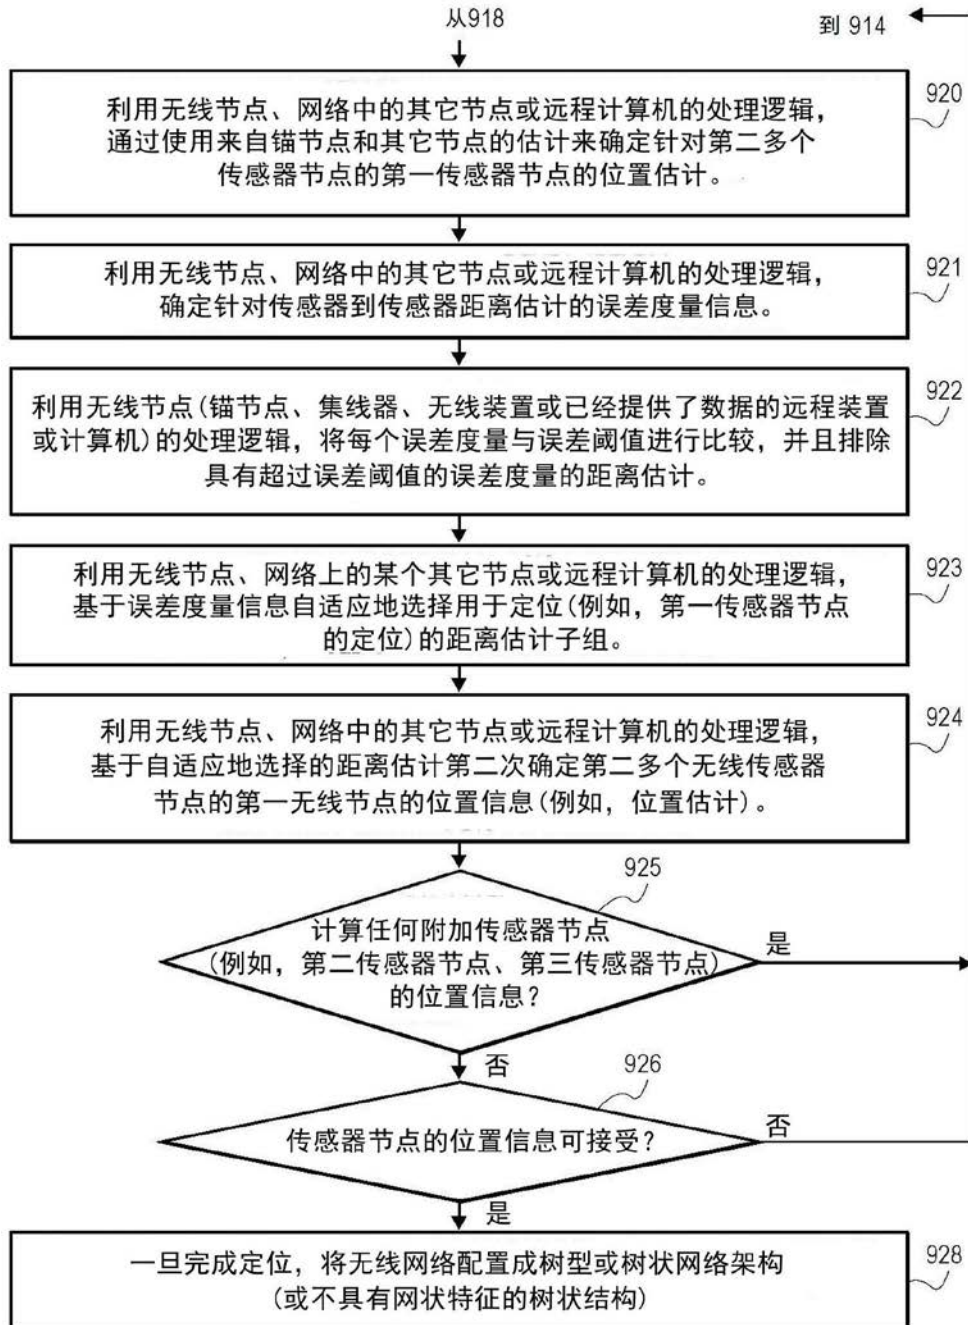 从918
到 914
利用无线节点、网络中的其它节点或远程计算机的处理逻辑，
通过使用来自锚节点和其它节点的估计来确定针对第二多个
传感器节点的第一传感器节点的位置估计。
920
利用无线节点、网络中的其它节点或远程计算机的处理逻辑，
确定针对传感器到传感器距离估计的误差度量信息。
921
利用无线节点(锚节点、集线器、无线装置或已经提供了数据的远程装置
或计算机)的处理逻辑，将每个误差度量与误差阈值进行比较，并且排除
具有超过误差阈值的误差度量的距离估计。
922
利用无线节点、网络上的某个其它节点或远程计算机的处理逻辑，
基于误差度量信息自适应地选择用于定位(例如，第一传感器节点
的定位)的距离估计子组。
923
利用无线节点、网络中的其它节点或远程计算机的处理逻辑，
基于自适应地选择的距离估计第二次确定第二多个无线传感器
节点的第一无线节点的位置信息(例如，位置估计)。
924
925
计算任何附加传感器节点
(例如，第二传感器节点、第三传感器节点)
的位置信息？
是
否
926
传感器节点的位置信息可接受？
否
是
一旦完成定位，将无线网络配置成树型或树状网络架构
(或不具有网状特征的树状结构)
928